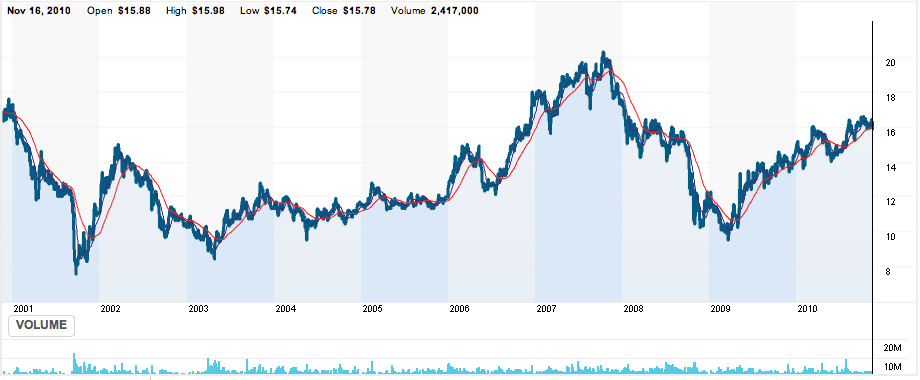 Nov 16, 2010 Open $15.88 High $15.98 Low $15.74 Close $15.78 Volume 2,417,000
20
18
16
14
12
10
8
2001 2002 2003 2004 2005 2006 2007 2008 2009 2010
VOLUME
20M
10M